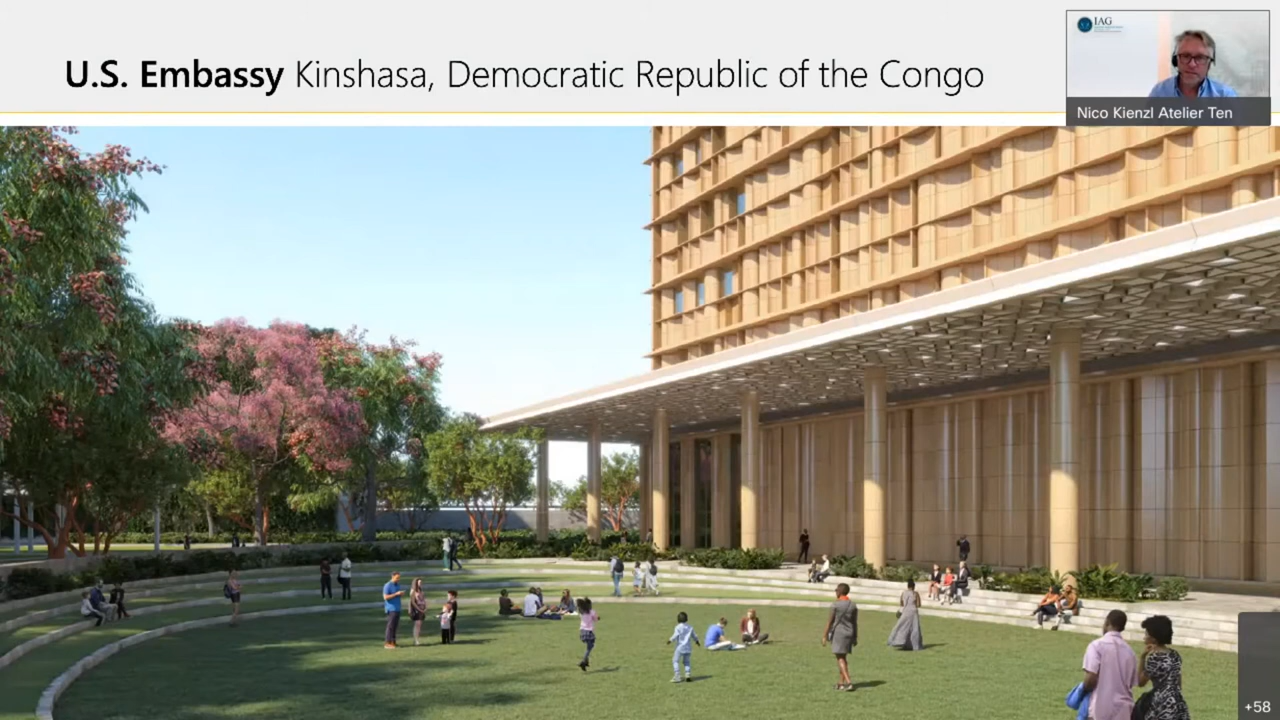 U.S. Embassy Kinshasa, Democratic Republic of the Congo
IAG
Nico Kienzl Atelier Ten
+58